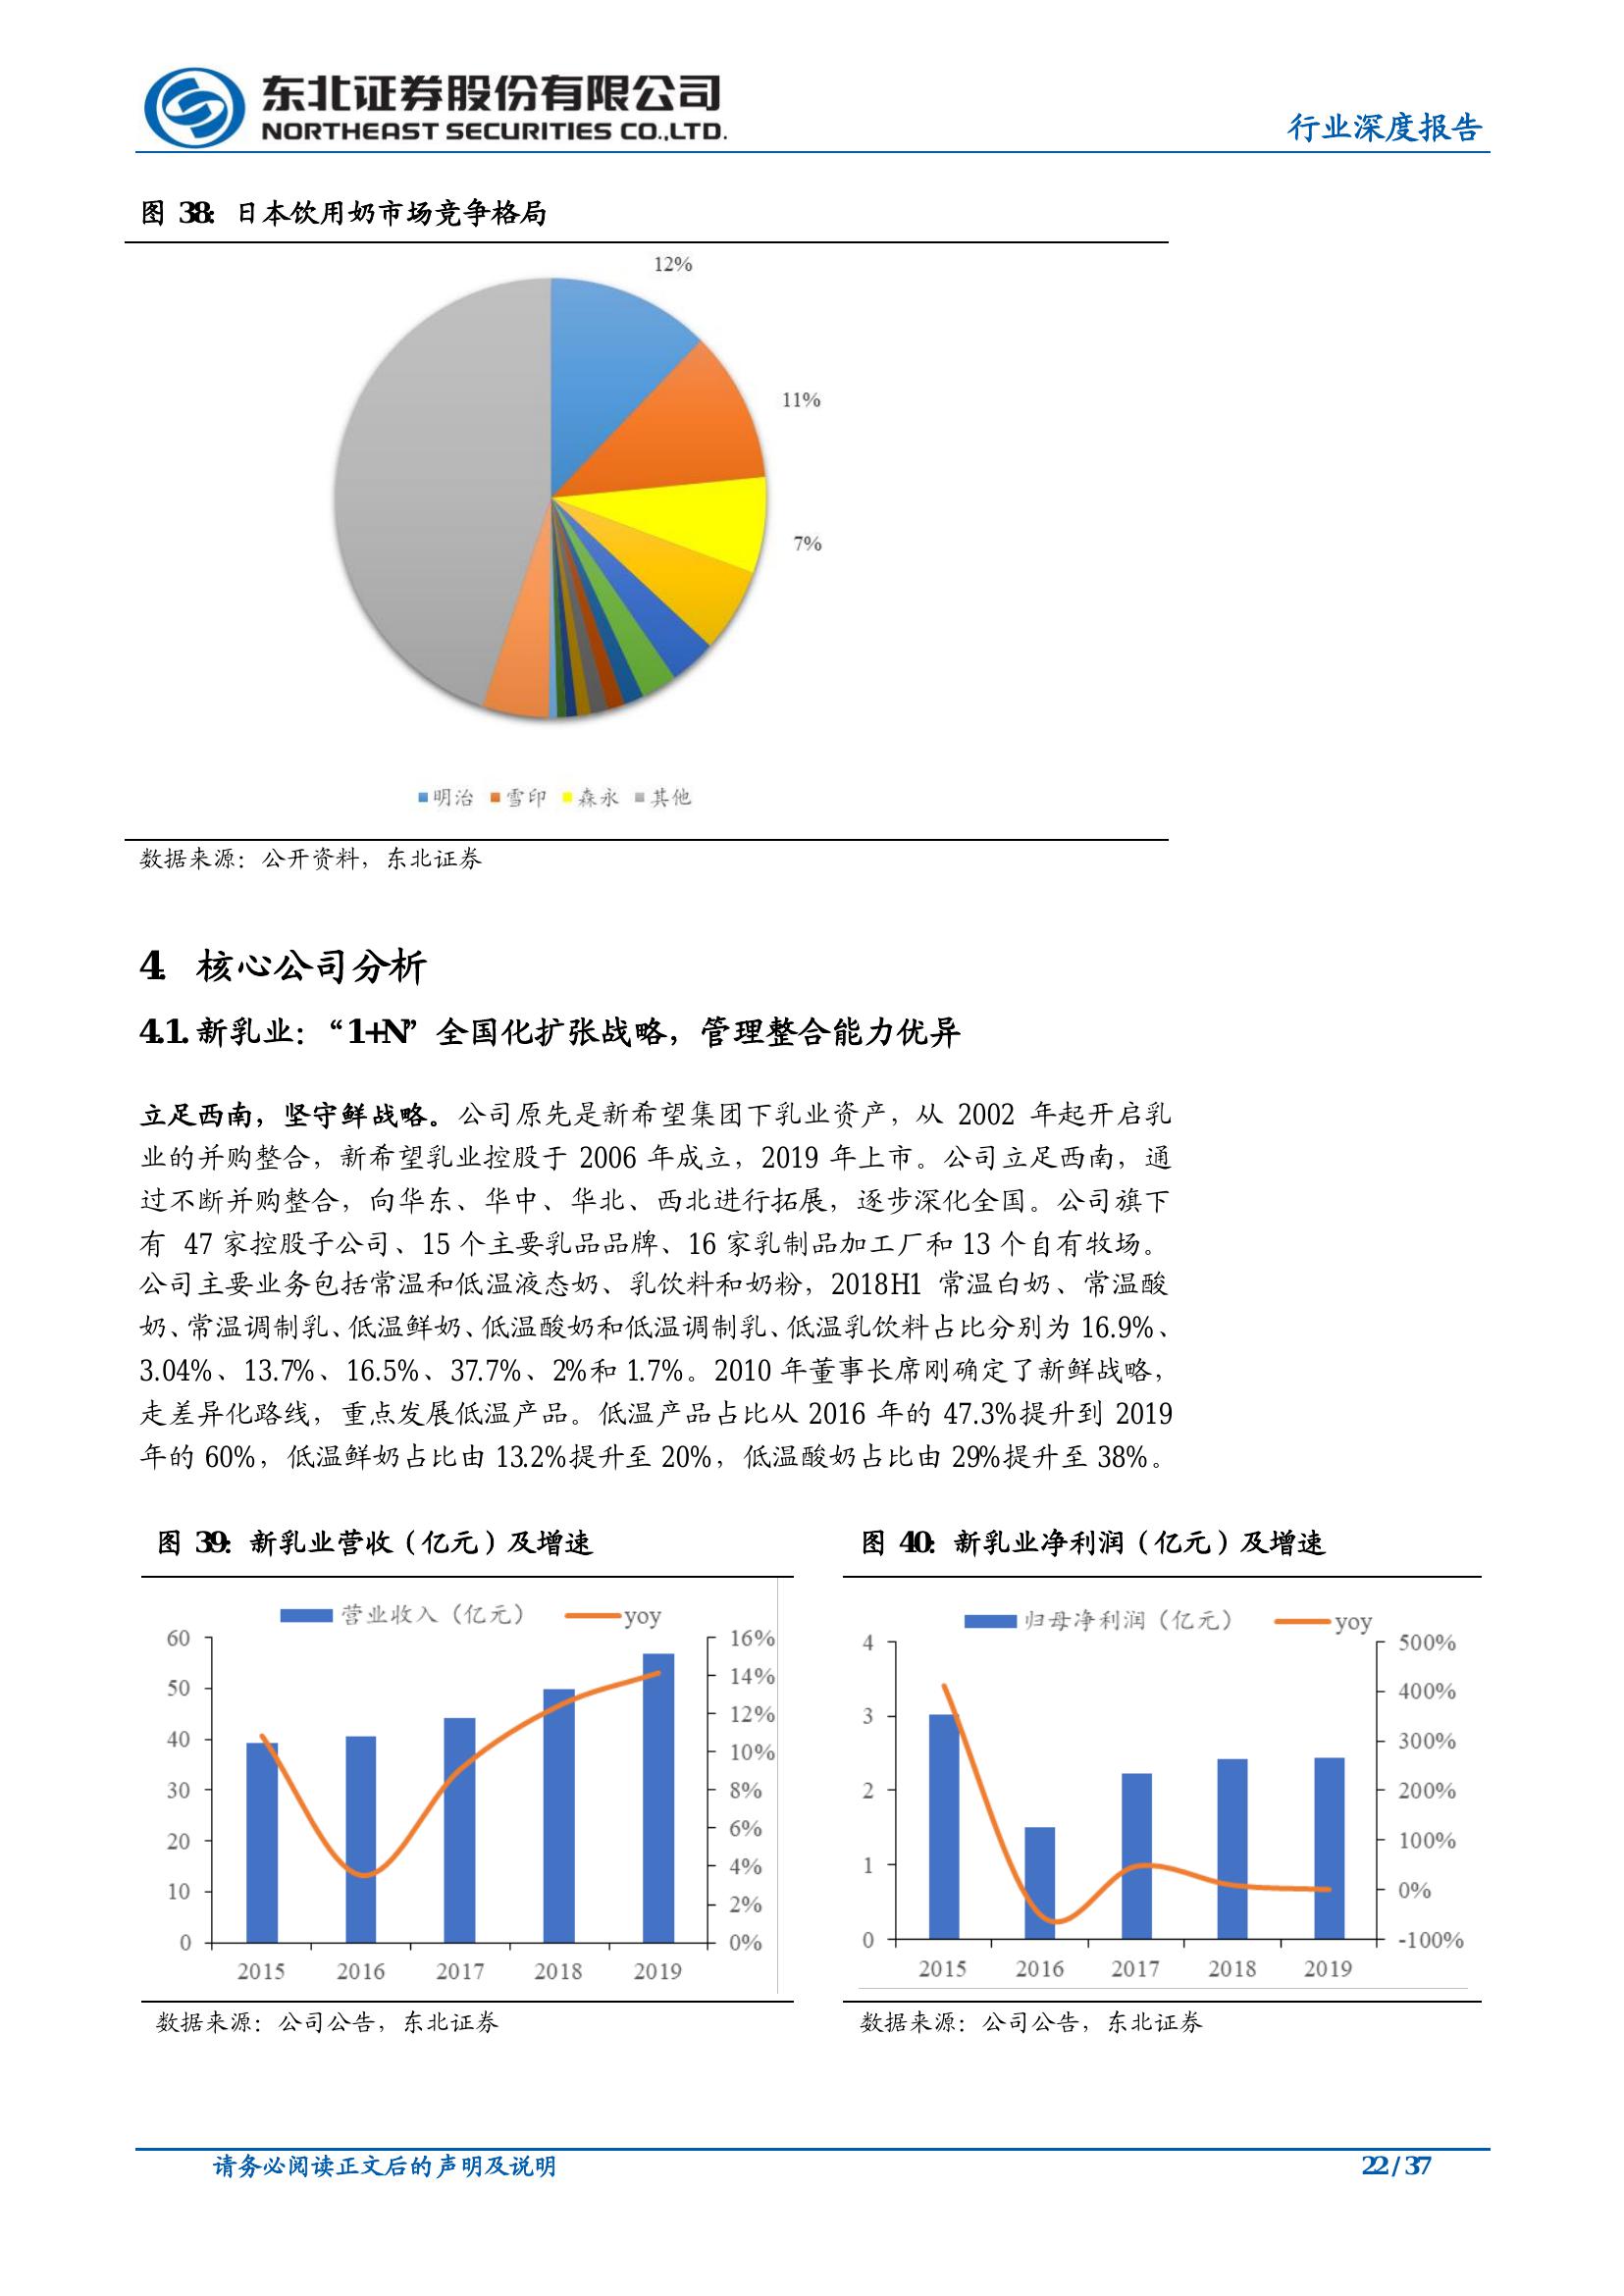 东北证券股份有限公司
NORTHEAST SECURITIES CO.,LTD.
行业深度报告
图 38: 日本饮用奶市场竞争格局
12%
11%
7%
明治 雪印 森永 其他
数据来源：公开资料，东北证券
4. 核心公司分析
4.1. 新乳业：“1+N”全国化扩张战略，管理整合能力优异
立足西南，坚守鲜战略。公司原先是新希望集团下乳业资产，从 2002 年起开启乳
业的并购整合，新希望乳业控股于 2006 年成立，2019 年上市。公司立足西南，通
过不断并购整合，向华东、华中、华北、西北进行拓展，逐步深化全国。公司旗下
有 47 家控股子公司、15 个主要乳品品牌、16 家乳制品加工厂和 13 个自有牧场。
公司主要业务包括常温和低温液态奶、乳饮料和奶粉，2018H1 常温白奶、常温酸
奶、常温调制乳、低温鲜奶、低温酸奶和低温调制乳、低温乳饮料占比分别为 16.9%、
3.04%、13.7%、16.5%、37.7%、2%和 1.7%。2010 年董事长席刚确定了新鲜战略，
走差异化路线，重点发展低温产品。低温产品占比从 2016 年的 47.3%提升到 2019
年的 60%，低温鲜奶占比由 13.2%提升至 20%，低温酸奶占比由 29%提升至 38%。
图 39: 新乳业营收（亿元）及增速
营业收入（亿元） yoy
60
50
40
30
20
10
0
16%
14%
12%
10%
8%
6%
4%
2%
0%
2015 2016 2017 2018 2019
数据来源：公司公告，东北证券
图 40: 新乳业净利润（亿元）及增速
归母净利润（亿元） yoy
4
3
2
1
0
500%
400%
300%
200%
100%
0%
-100%
2015 2016 2017 2018 2019
数据来源：公司公告，东北证券
请务必阅读正文后的声明及说明
22 / 37